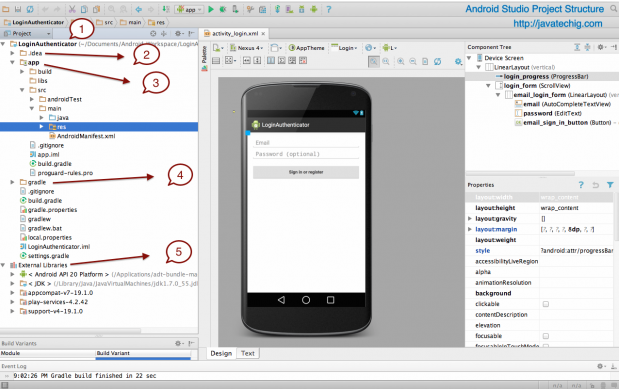 Android Studio Project Structure
http://javatechig.com
app
LoginAuthenticator
src
main
res
1
Project
activity_login.xml
LoginAuthenticator (~/Documents/Android
.idea
2
app
3
build
libs
src
androidTest
main
java
res
AndroidManifest.xml
.gitignore
app.iml
build.gradle
proguard-rules.pro
gradle
4
.gitignore
build.gradle
gradle.properties
gradlew
gradlew.bat
local.properties
LoginAuthenticator.iml
settings.gradle
External Libraries
5
< Android API 20 Platform > (/Applications/adt-bundle-ma
< JDK > (/Library/Java/JavaVirtualMachines/jdk1.7.0_55.jd
appcompat-v7-19.1.0
play-services-4.2.42
support-v4-19.1.0
Build Variants
Module
Build Variant
Palette
Nexus 4
AppTheme
Login
L
LoginAuthenticator
Email
Password (optional)
Sign in or register
Design
Text
Component Tree
Device Screen
LinearLayout (vertical)
login_progress (ProgressBar)
login_form (ScrollView)
email_login_form (LinearLayout) (vertical)
email (AutoCompleteTextView)
password (EditText)
email_sign_in_button (Button)
Properties
layout:width wrap_content
layout:height wrap_content
layout:gravity []
layout:margin [?, ?, ?, 8dp, ?, ?]
layout:weight
style ?android:attr/progressBar
accessibilityLiveRegion
alpha
animationResolution
background
clickable
contentDescription
elevation
focusable
focusableInTouchMode
Event Log
9:02:26 PM Gradle build finished in 22 sec